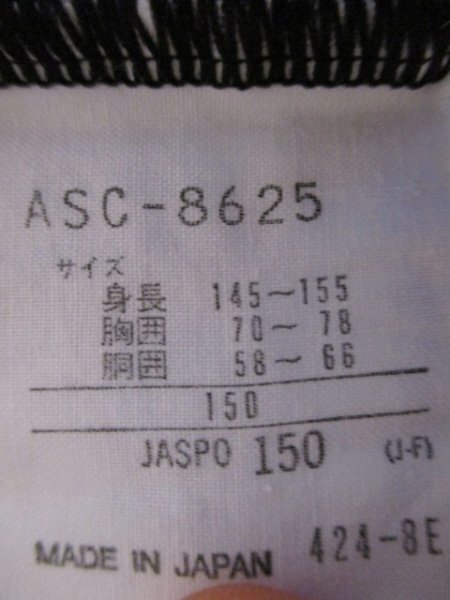 ASC-8625
サイズ
身長 145～155
胸囲 70～78
胴囲 58～66
150
JASPO 150 (J-F)
MADE IN JAPAN 424-8E